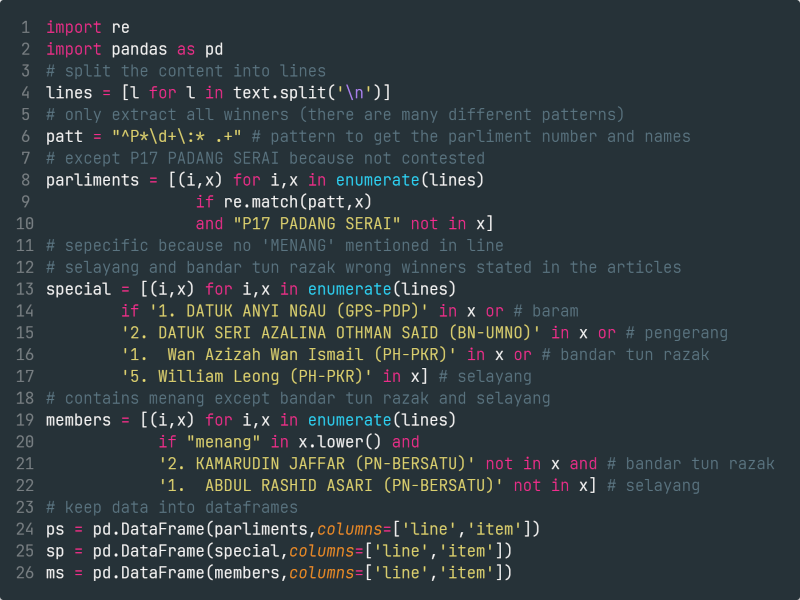 1 import re
2 import pandas as pd
3 # split the content into lines
4 lines = [l for l in text.split('\n')]
5 # only extract all winners (there are many different patterns)
6 patt = "^P*\d+\:* .+" # pattern to get the parliment number and names
7 # except P17 PADANG SERAI because not contested
8 parliments = [(i,x) for i,x in enumerate(lines)
9                 if re.match(patt,x)
10                 and "P17 PADANG SERAI" not in x]
11 # sepecific because no 'MENANG' mentioned in line
12 # selayang and bandar tun razak wrong winners stated in the articles
13 special = [(i,x) for i,x in enumerate(lines)
14         if '1. DATUK ANYI NGAU (GPS-PDP)' in x or # baram
15         '2. DATUK SERI AZALINA OTHMAN SAID (BN-UMNO)' in x or # pengerang
16         '1.  Wan Azizah Wan Ismail (PH-PKR)' in x or # bandar tun razak
17         '5. William Leong (PH-PKR)' in x] # selayang
18 # contains menang except bandar tun razak and selayang
19 members = [(i,x) for i,x in enumerate(lines)
20             if "menang" in x.lower() and
21             '2. KAMARUDIN JAFFAR (PN-BERSATU)' not in x and # bandar tun razak
22             '1.  ABDUL RASHID ASARI (PN-BERSATU)' not in x] # selayang
23 # keep data into dataframes
24 ps = pd.DataFrame(parliments,columns=['line','item'])
25 sp = pd.DataFrame(special,columns=['line','item'])
26 ms = pd.DataFrame(members,columns=['line','item'])